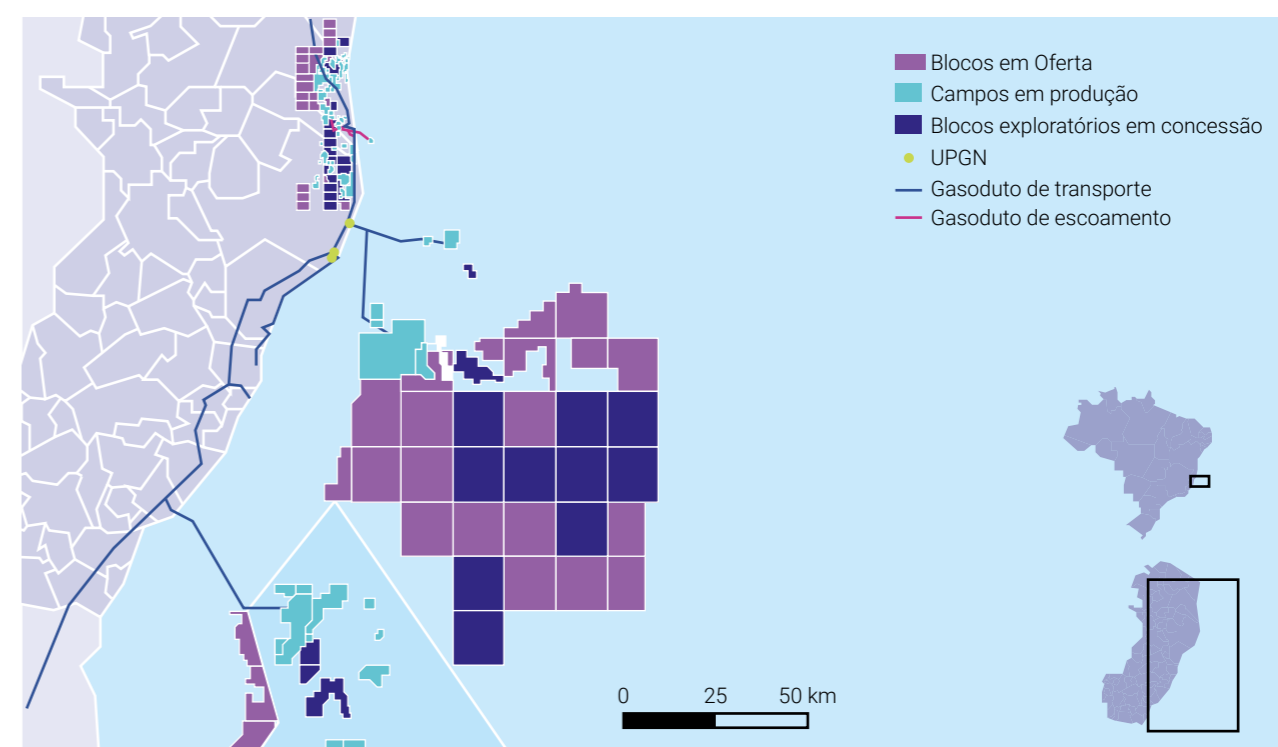 Blocos em Oferta
Campos em produção
Blocos exploratórios em concessão
UPGN
Gasoduto de transporte
Gasoduto de escoamento
0 25 50 km